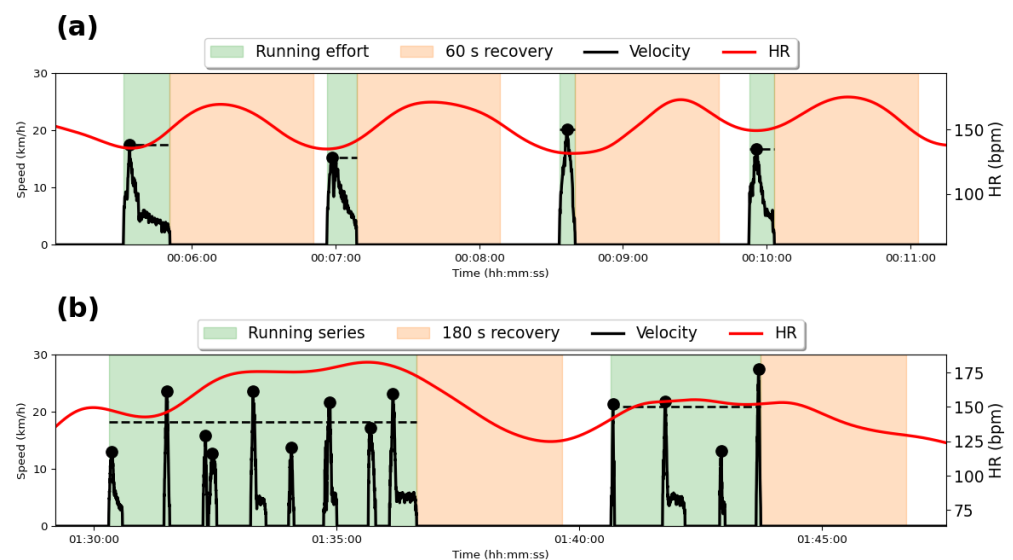 (a)
Running effort 60 s recovery Velocity HR
30
20
10
0
Speed (km/h)
150
100
HR (bpm)
00:06:00 00:07:00 00:08:00 00:09:00 00:10:00 00:11:00
Time (hh:mm:ss)
(b)
Running series 180 s recovery Velocity HR
30
20
10
0
Speed (km/h)
175
150
125
100
75
HR (bpm)
01:30:00 01:35:00 01:40:00 01:45:00
Time (hh:mm:ss)